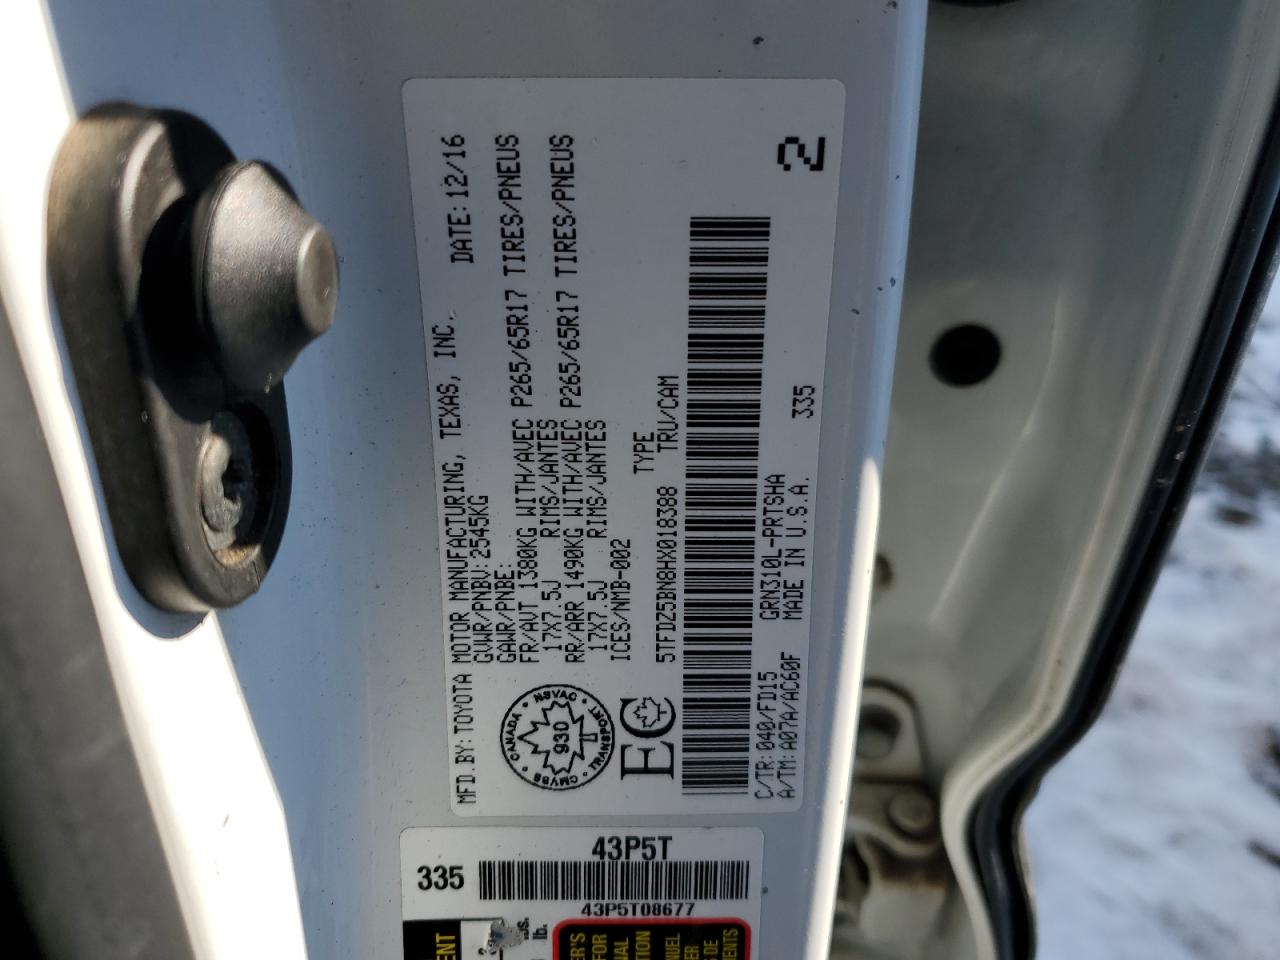 MFD.BY:TOYOTA MOTOR MANUFACTURING, TEXAS, INC. DATE: 12/16
GVWR/PNBV:2545KG
GAWR/PNBE:
FR/AVT 1380KG WITH/AVEC P265/65R17 TIRES/PNEUS
17X7.5J RIMS/JANTES
RR/ARR 1490KG WITH/AVEC P265/65R17 TIRES/PNEUS
17X7.5J RIMS/JANTES
ICES/NMB-002
CANADA NSVAC TRANSPORT CMVSS
930
EC
TYPE
5TFDZ5BN8HX018388 TRU/CAM
C/TR:040/FD15 GRN310L-PRTSHA
A/TM:A07A/AC60F MADE IN U.S.A. 335
2
43P5T
335
43P5T08677
lb.